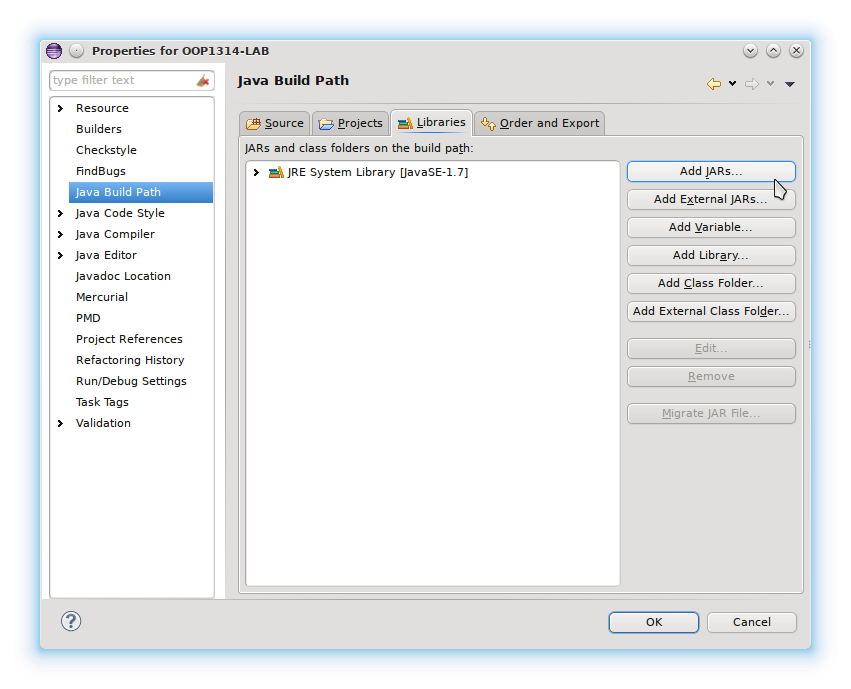 Properties for OOP1314-LAB
type filter text
Resource
Builders
Checkstyle
FindBugs
Java Build Path
Java Code Style
Java Compiler
Java Editor
Javadoc Location
Mercurial
PMD
Project References
Refactoring History
Run/Debug Settings
Task Tags
Validation
Java Build Path
Source
Projects
Libraries
Order and Export
JARs and class folders on the build path:
JRE System Library [JavaSE-1.7]
Add JARs...
Add External JARs...
Add Variable...
Add Library...
Add Class Folder...
Add External Class Folder...
Edit...
Remove
Migrate JAR File...
?
OK
Cancel